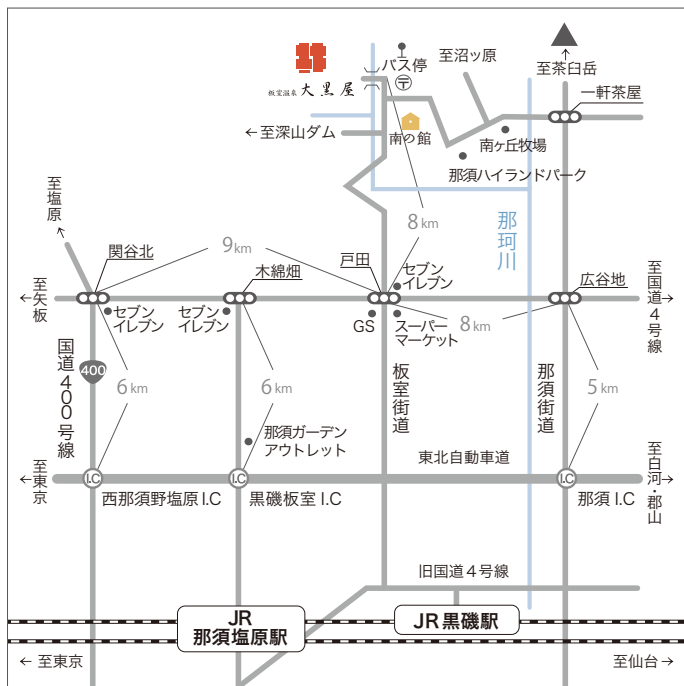 バス停
〒
至沼ッ原
至茶臼岳
板室温泉 大黒屋
一軒茶屋
←至深山ダム
南の館
南ヶ丘牧場
那須ハイランドパーク
至塩原
那珂川
8km
9km
関谷北
木綿畑
戸田
セブン
イレブン
広谷地
至矢板
至国道4号線
セブン
イレブン
セブン
イレブン
GS
スーパー
マーケット
8km
国道400号線
400
6km
6km
板室街道
那須街道
5km
那須ガーデン
アウトレット
東北自動車道
至東京
至白河・郡山
I.C
I.C
I.C
西那須野塩原 I.C
黒磯板室 I.C
那須 I.C
旧国道4号線
JR
那須塩原駅
JR黒磯駅
← 至東京
至仙台→